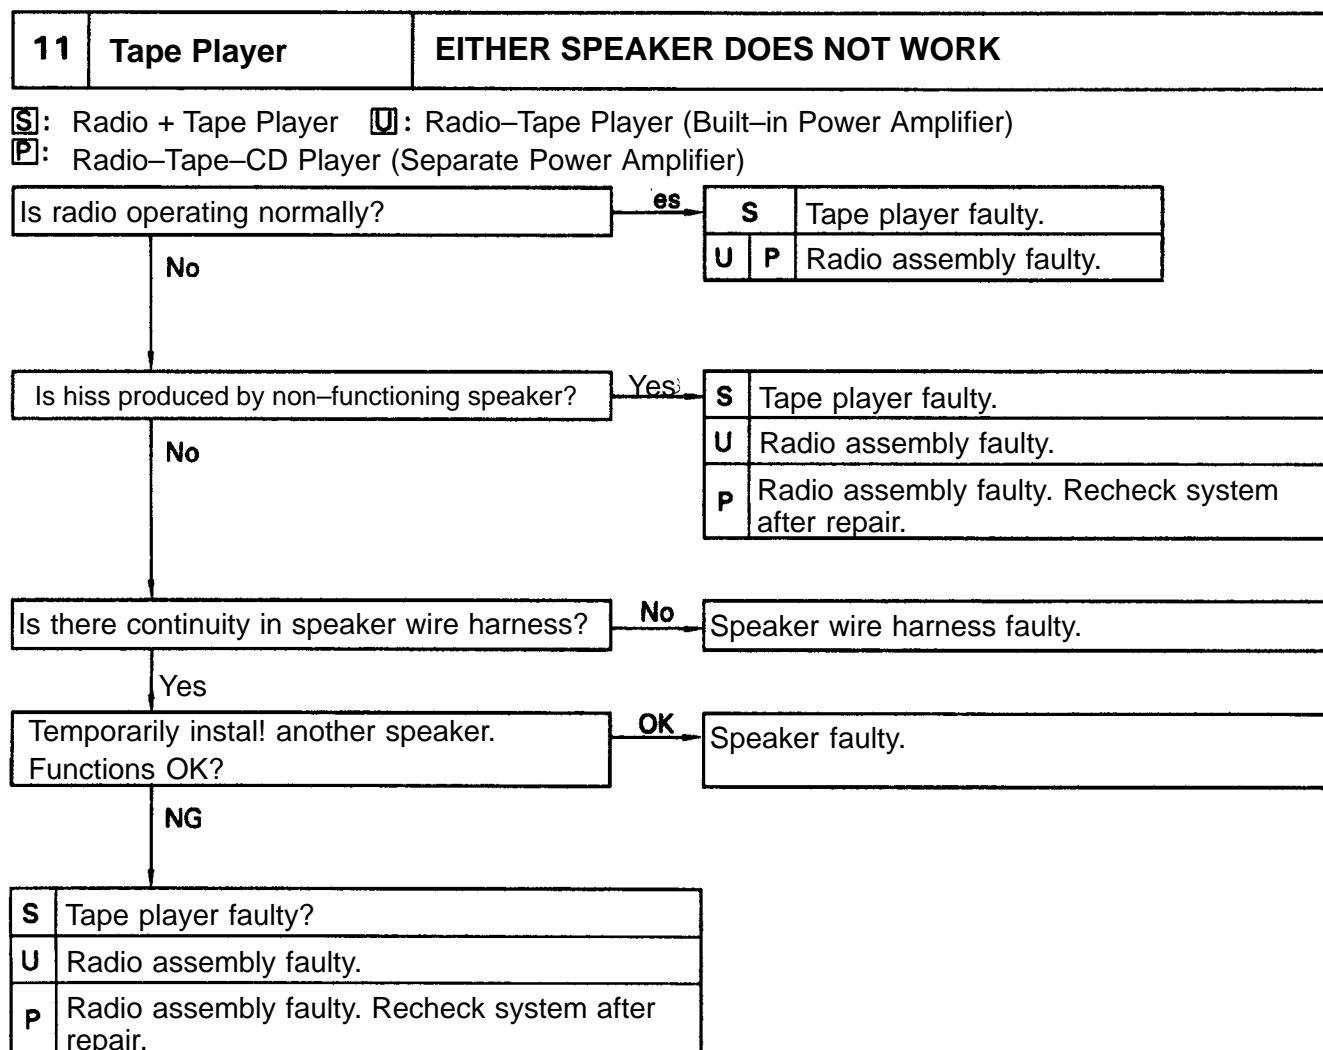 11 Tape Player EITHER SPEAKER DOES NOT WORK
S: Radio + Tape Player U: Radio–Tape Player (Built–in Power Amplifier)
P: Radio–Tape–CD Player (Separate Power Amplifier)
Is radio operating normally?
es
S Tape player faulty.
U P Radio assembly faulty.
No
Is hiss produced by non–functioning speaker?
Yes
S Tape player faulty.
U Radio assembly faulty.
P Radio assembly faulty. Recheck system
after repair.
No
Is there continuity in speaker wire harness?
No
Speaker wire harness faulty.
Yes
Temporarily instal! another speaker.
Functions OK?
OK
Speaker faulty.
NG
S Tape player faulty?
U Radio assembly faulty.
P Radio assembly faulty. Recheck system after
repair.